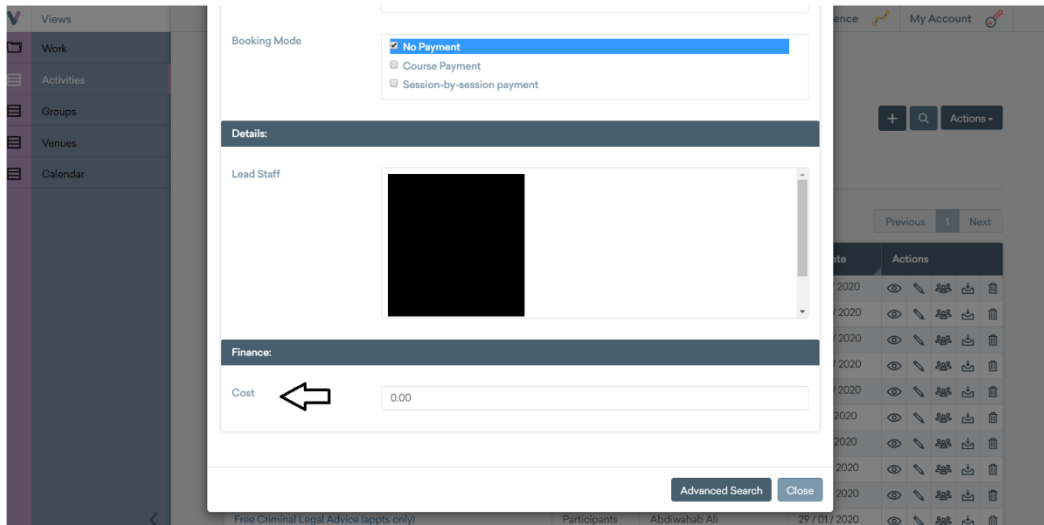 Views
ence
My Account
Work
Booking Mode
No Payment
Course Payment
Session-by-session payment
Activities
Groups
Venues
Calendar
Actions
Details:
Lead Staff
Previous 1 Next
ate Actions
/ 2020
/ 2020
/ 2020
/ 2020
/ 2020
2020
2020
2020
2020
Finance:
Cost
0.00
Advanced Search Close
Free Criminal Legal Advice (appts only) Participants Abdiwahab Ali 29 / 01 / 2020